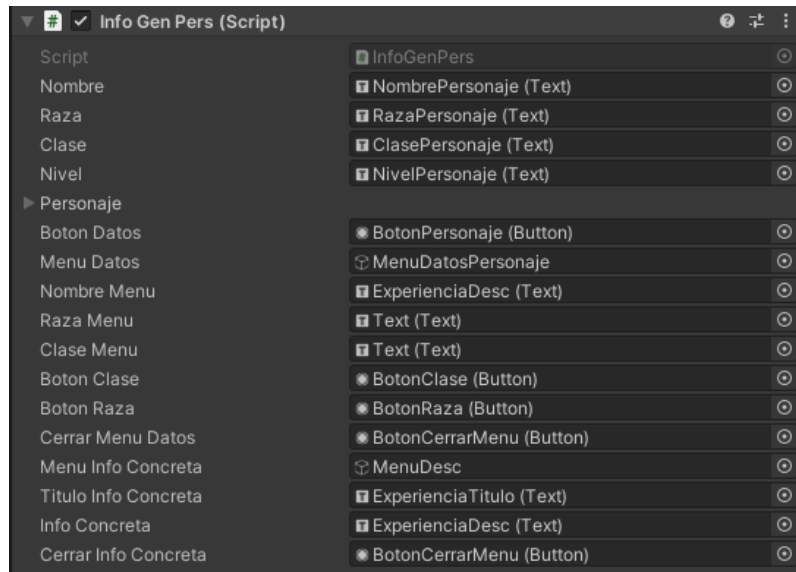 Info Gen Pers (Script)
Script InfoGenPers
Nombre NombrePersonaje (Text)
Raza RazaPersonaje (Text)
Clase ClasePersonaje (Text)
Nivel NivelPersonaje (Text)
Personaje
Boton Datos BotonPersonaje (Button)
Menu Datos MenuDatosPersonaje
Nombre Menu ExperienciaDesc (Text)
Raza Menu Text (Text)
Clase Menu Text (Text)
Boton Clase BotonClase (Button)
Boton Raza BotonRaza (Button)
Cerrar Menu Datos BotonCerrarMenu (Button)
Menu Info Concreta MenuDesc
Titulo Info Concreta ExperienciaTitulo (Text)
Info Concreta ExperienciaDesc (Text)
Cerrar Info Concreta BotonCerrarMenu (Button)